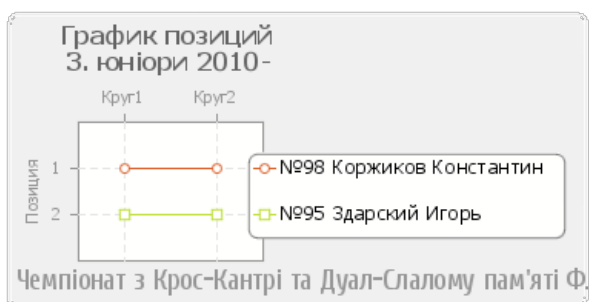 График позиций
3. юніори 2010-
Круг1 Круг2
Позиция
1
2
№98 Коржиков Константин
№95 Здарский Игорь
Чемпіонат з Крос-Кантрі та Дуал-Слалому пам'яті Ф.